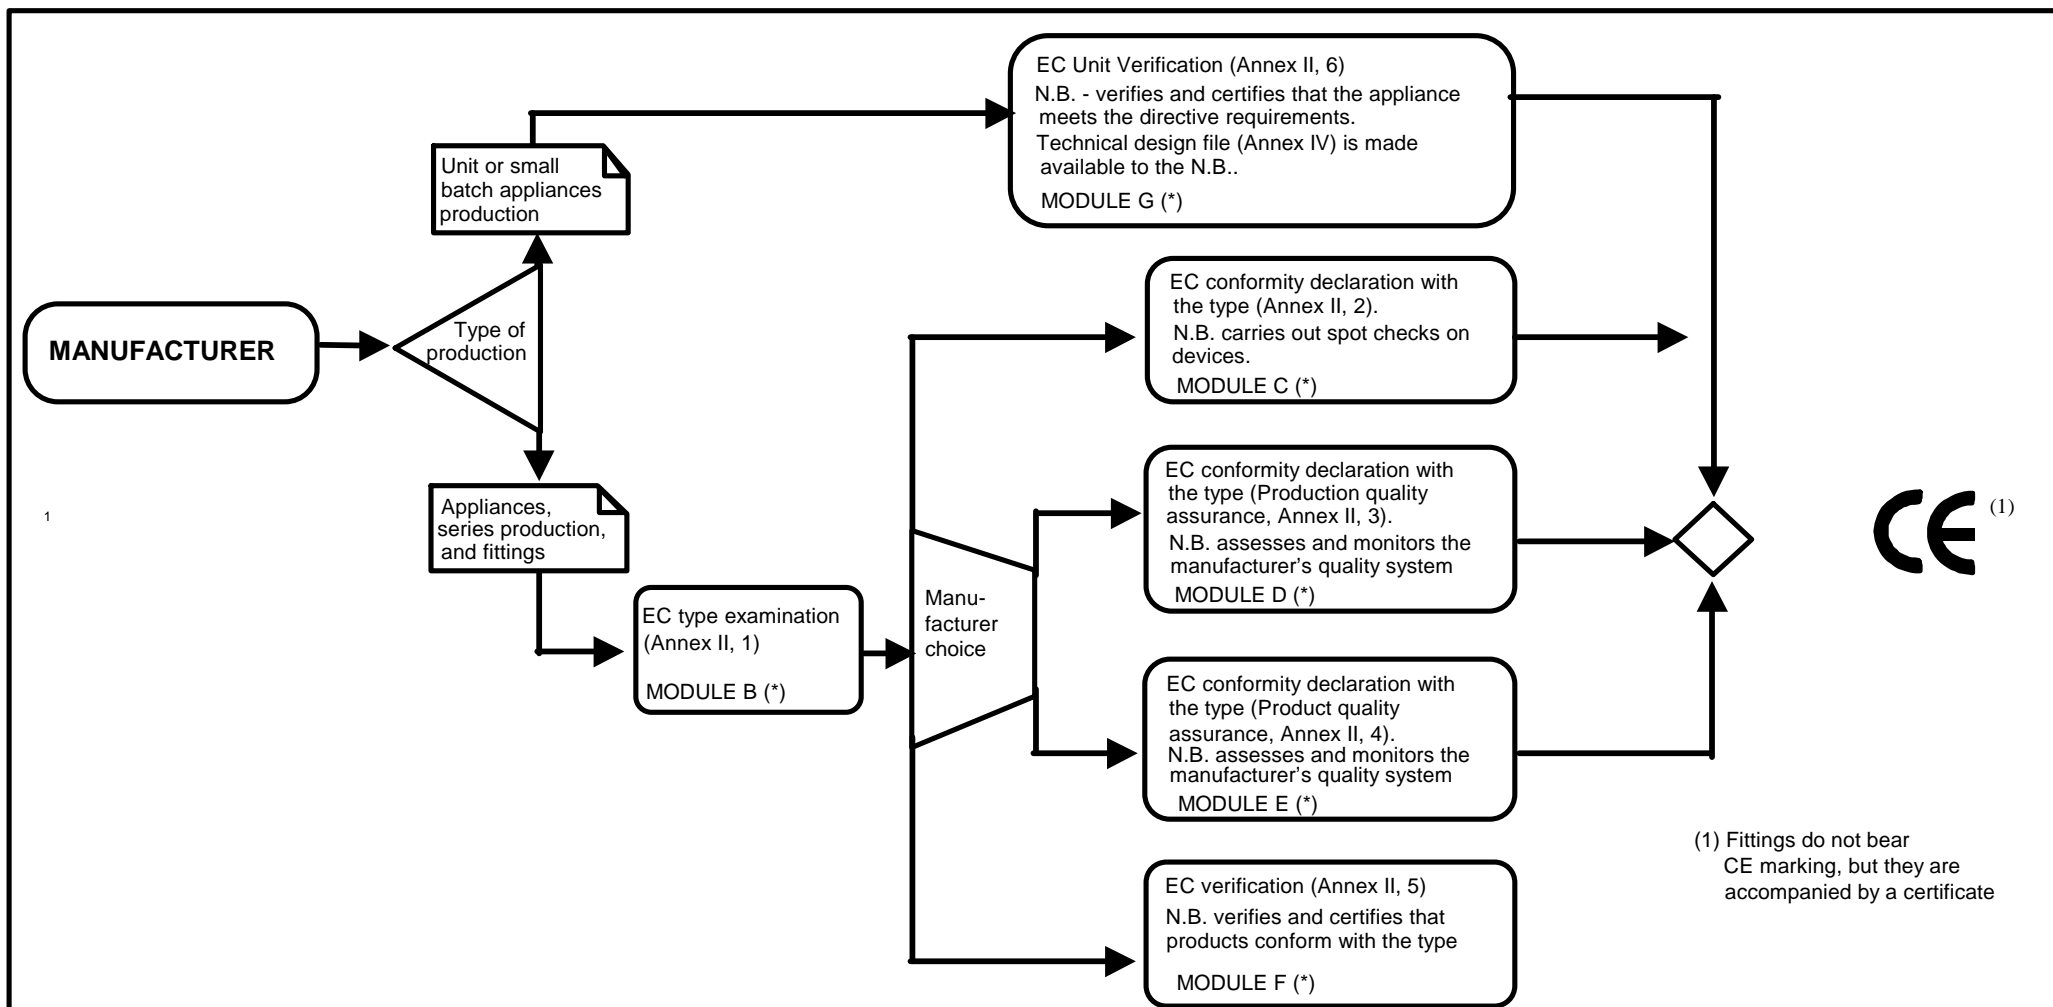 EC Unit Verification (Annex II, 6)
N.B. - verifies and certifies that the appliance
meets the directive requirements.
Technical design file (Annex IV) is made
available to the N.B..
MODULE G (*)
Unit or small
batch appliances
production
MANUFACTURER
Type of
production
EC conformity declaration with
the type (Annex II, 2).
N.B. carries out spot checks on
devices.
MODULE C (*)
1
Appliances,
series production,
and fittings
EC type examination
(Annex II, 1)
MODULE B (*)
Manu-
facturer
choice
EC conformity declaration with
the type (Production quality
assurance, Annex II, 3).
N.B. assesses and monitors the
manufacturer’s quality system
MODULE D (*)
CE (1)
EC conformity declaration with
the type (Product quality
assurance, Annex II, 4).
N.B. assesses and monitors the
manufacturer’s quality system
MODULE E (*)
EC verification (Annex II, 5)
N.B. verifies and certifies that
products conform with the type
MODULE F (*)
(1) Fittings do not bear
CE marking, but they are
accompanied by a certificate